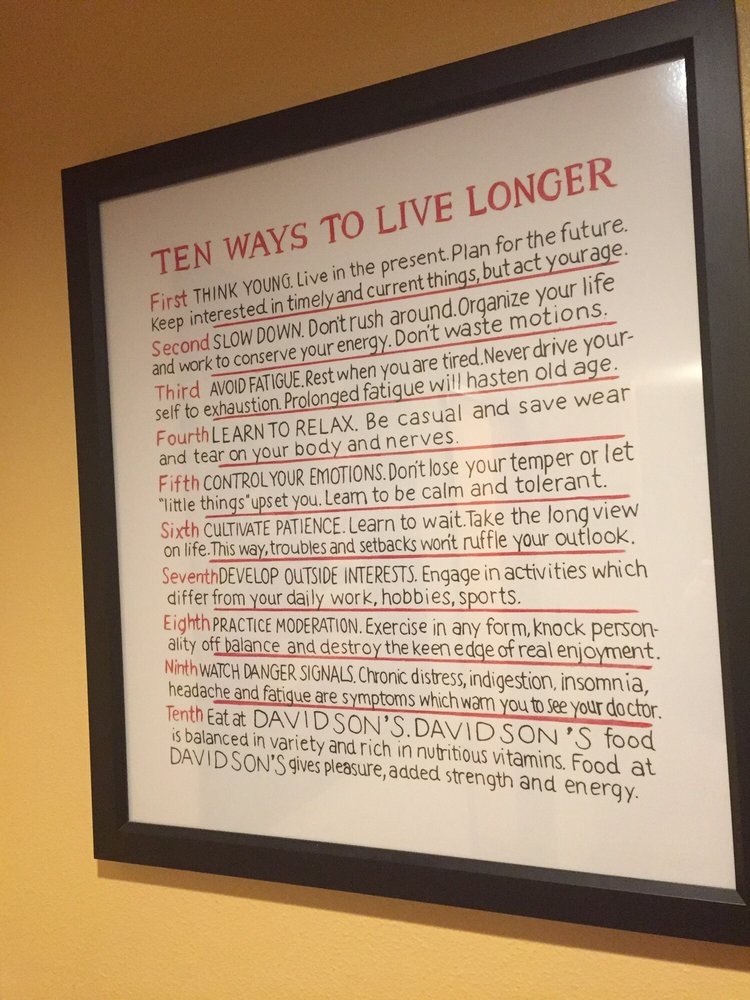 TEN WAYS TO LIVE LONGER
First THINK YOUNG. Live in the present. Plan for the future.
Keep interested in timely and current things, but act your age.
Second SLOW DOWN. Don't rush around. Organize your life
and work to conserve your energy. Don't waste motions.
Third AVOID FATIGUE. Rest when you are tired. Never drive your-
self to exhaustion. Prolonged fatigue will hasten old age.
Fourth LEARN TO RELAX. Be casual and save wear
and tear on your body and nerves.
Fifth CONTROL YOUR EMOTIONS. Don't lose your temper or let
"little things" upset you. Learn to be calm and tolerant.
Sixth CULTIVATE PATIENCE. Learn to wait. Take the long view
on life. This way, troubles and setbacks won't ruffle your outlook.
Seventh DEVELOP OUTSIDE INTERESTS. Engage in activities which
differ from your daily work, hobbies, sports.
Eighth PRACTICE MODERATION. Exercise in any form, knock person-
ality off balance and destroy the keen edge of real enjoyment.
Ninth WATCH DANGER SIGNALS. Chronic distress, indigestion, insomnia,
headache and fatigue are symptoms which warn you to see your doctor.
Tenth Eat at DAVIDSON'S. DAVIDSON'S food
is balanced in variety and rich in nutritious vitamins. Food at
DAVIDSON'S gives pleasure, added strength and energy.